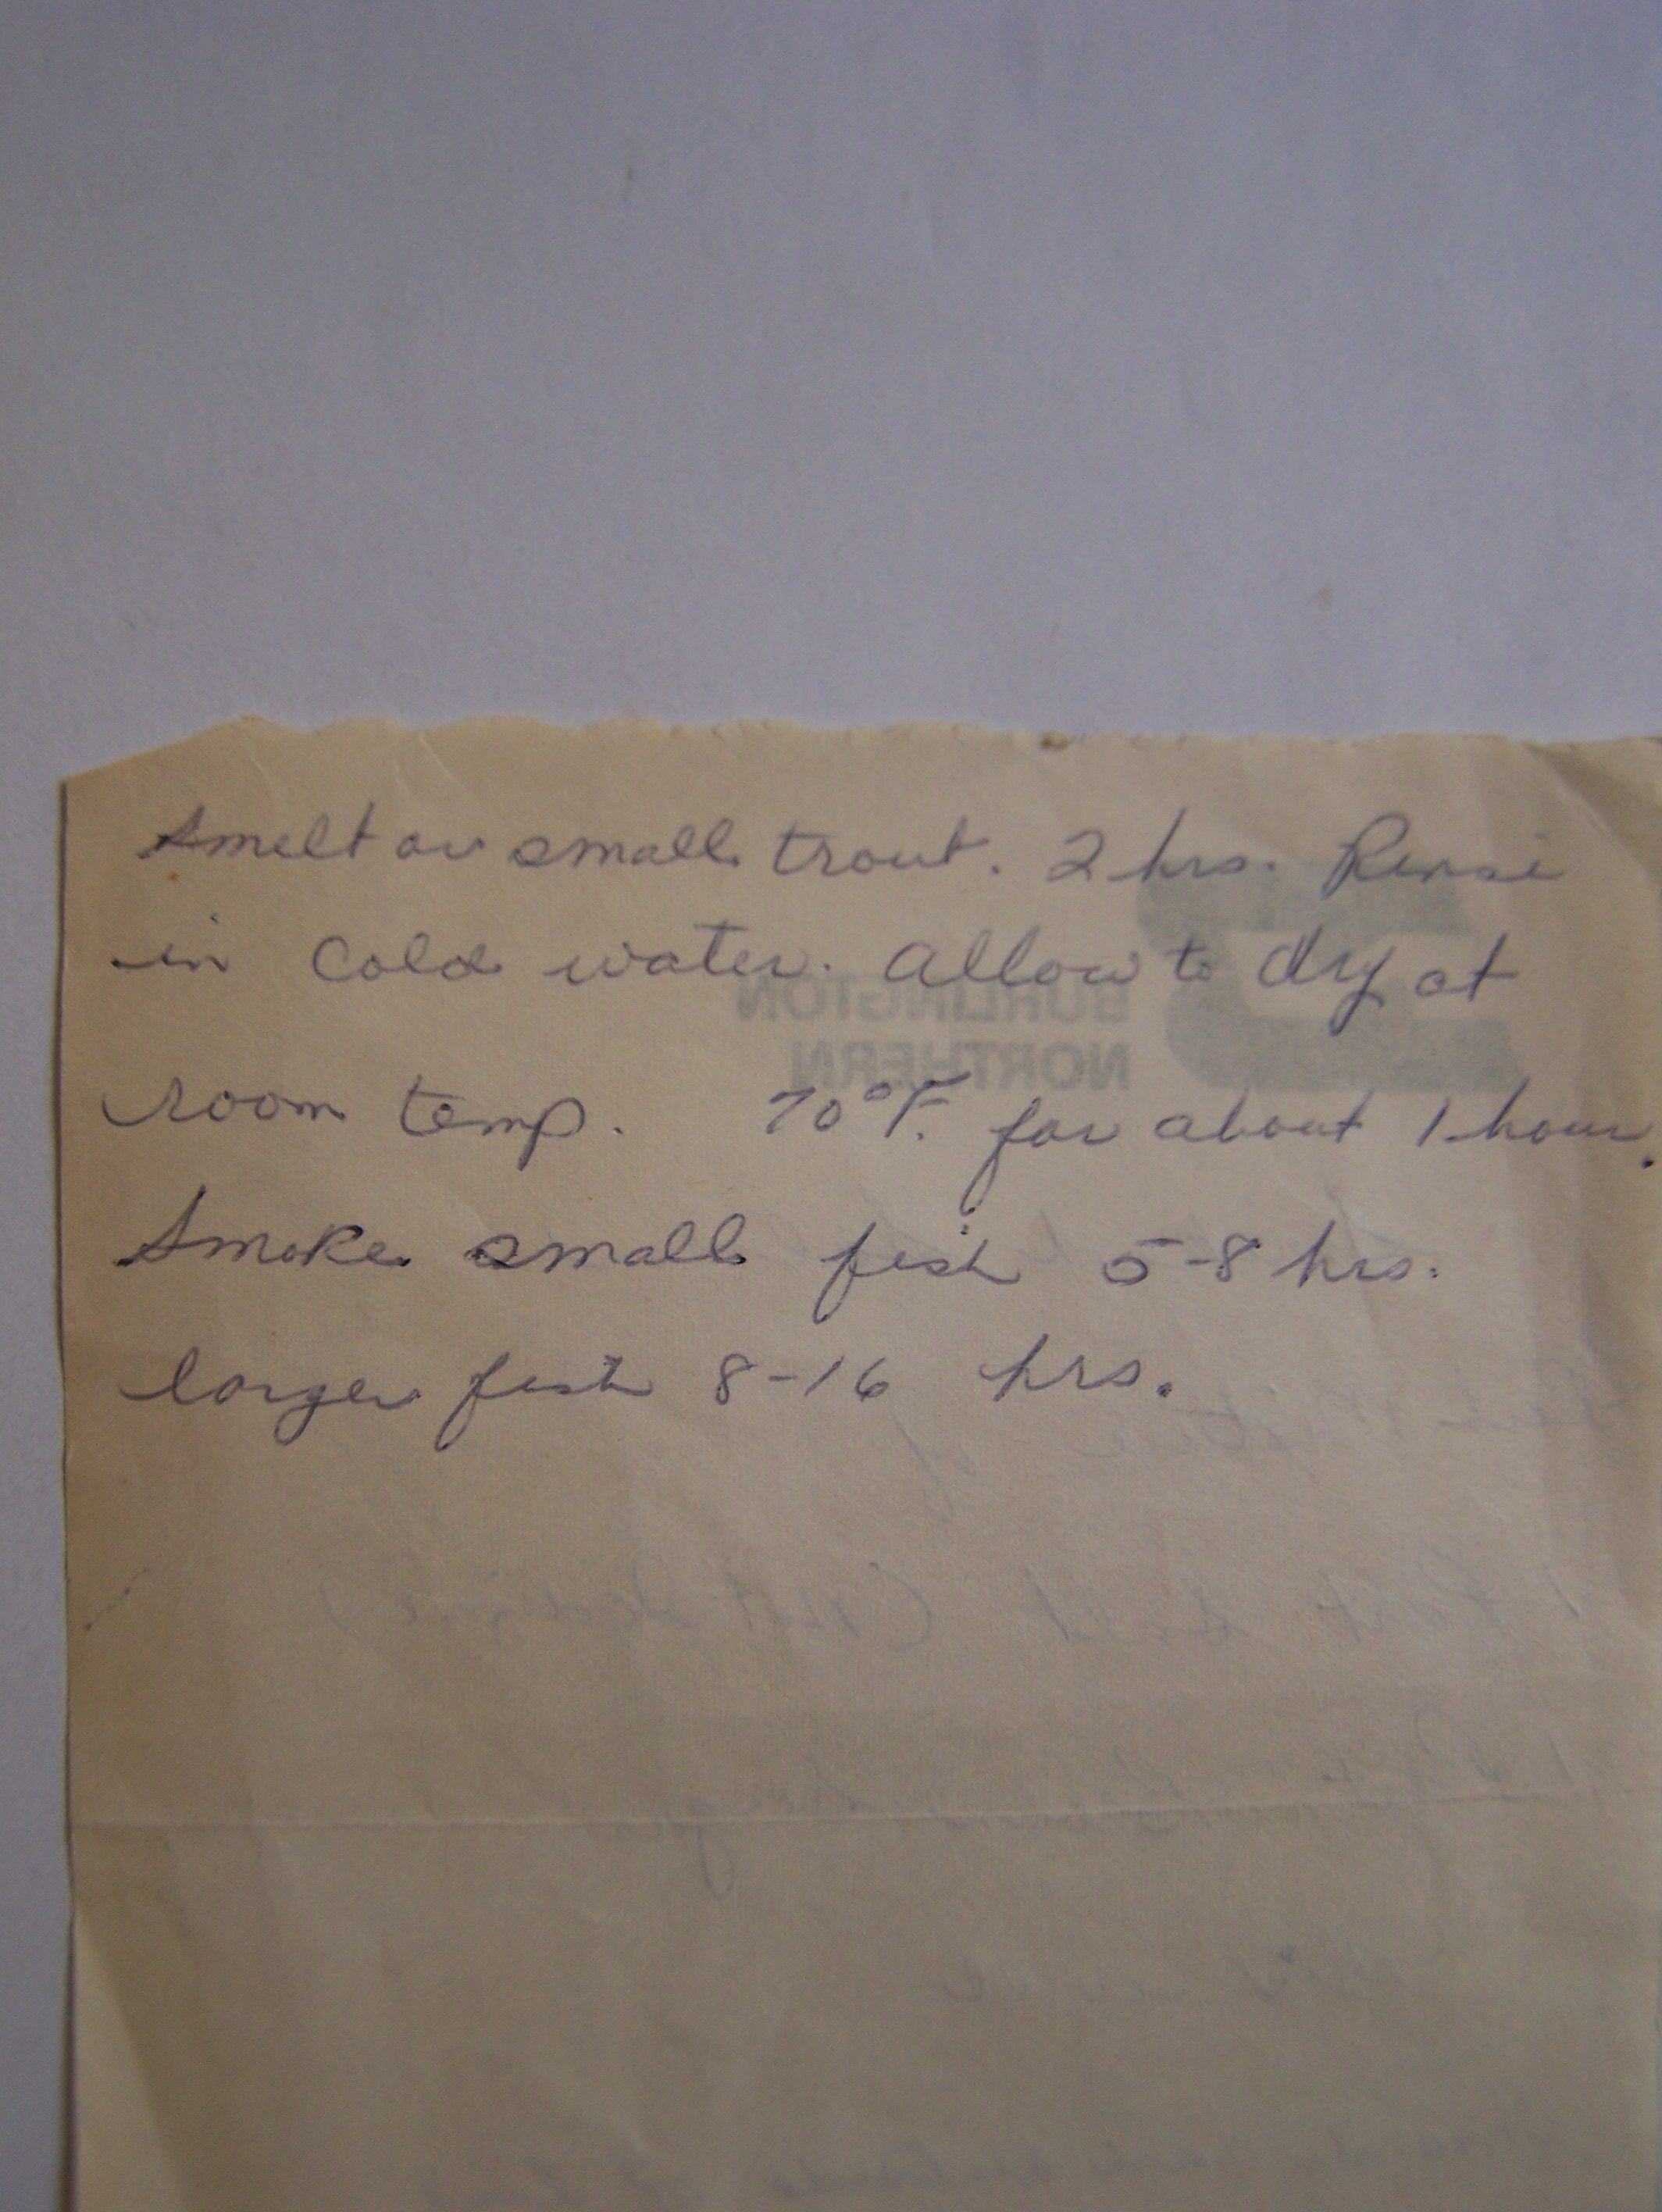 Smelt or small trout. 2 hrs. Rinse
in cold water. Allow to dry at
BURLINGTON
NORTHERN
room temp. 70°F. for about 1 hour.
Smoke small fish 5-8 hrs.
larger fish 8-16 hrs.